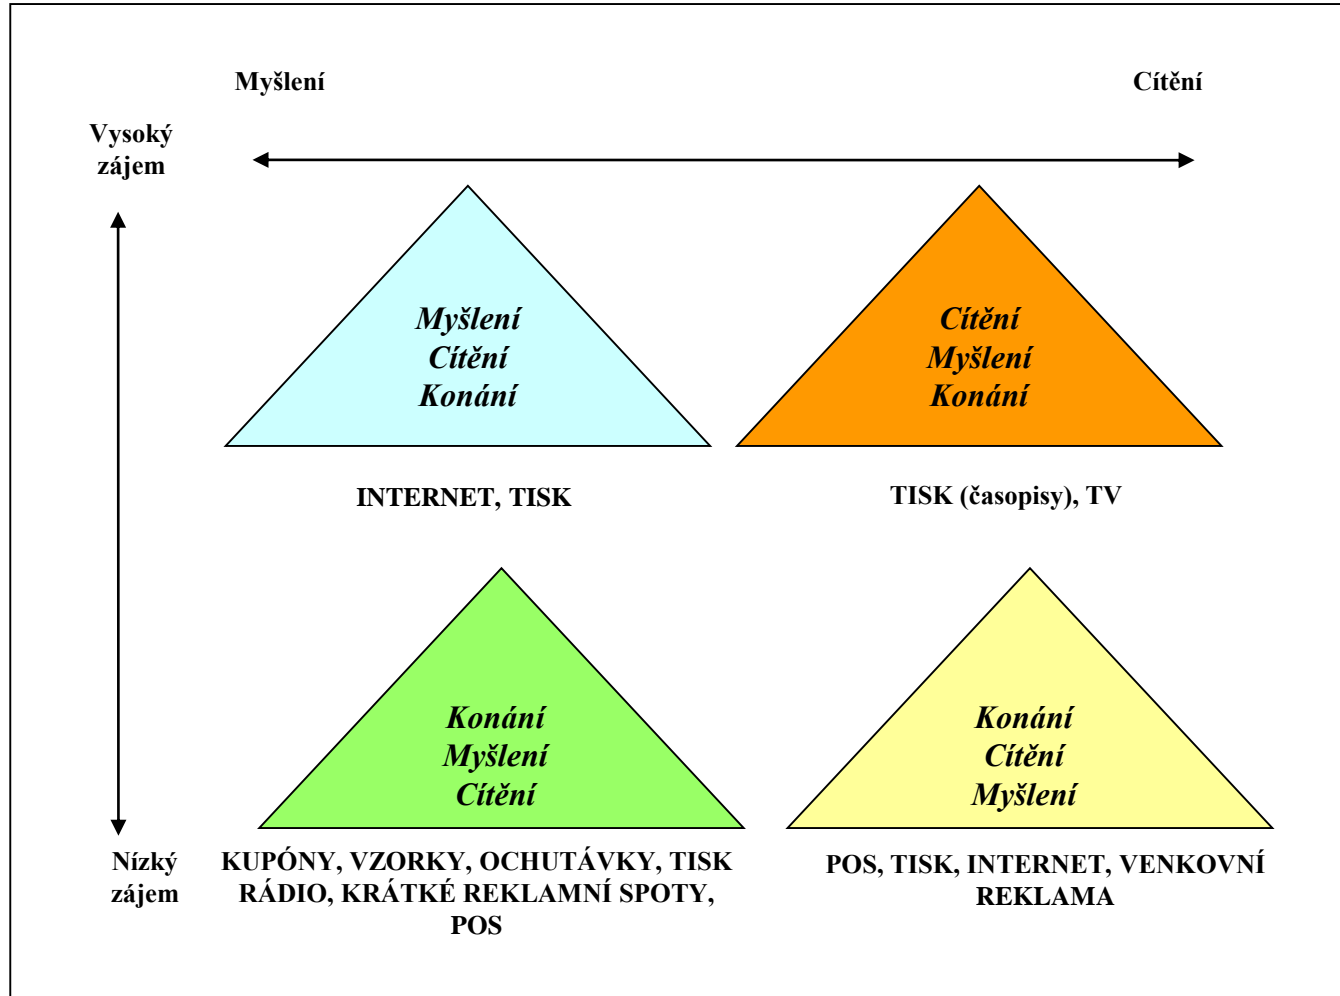 Myšlení
Cítění
Vysoký
zájem
Myšlení
Cítění
Konání
Cítění
Myšlení
Konání
INTERNET, TISK
TISK (časopisy), TV
Konání
Myšlení
Cítění
Konání
Cítění
Myšlení
Nízký
zájem
KUPÓNY, VZORKY, OCHUTÁVKY, TISK
RÁDIO, KRÁTKÉ REKLAMNÍ SPOTY,
POS
POS, TISK, INTERNET, VENKOVNÍ
REKLAMA